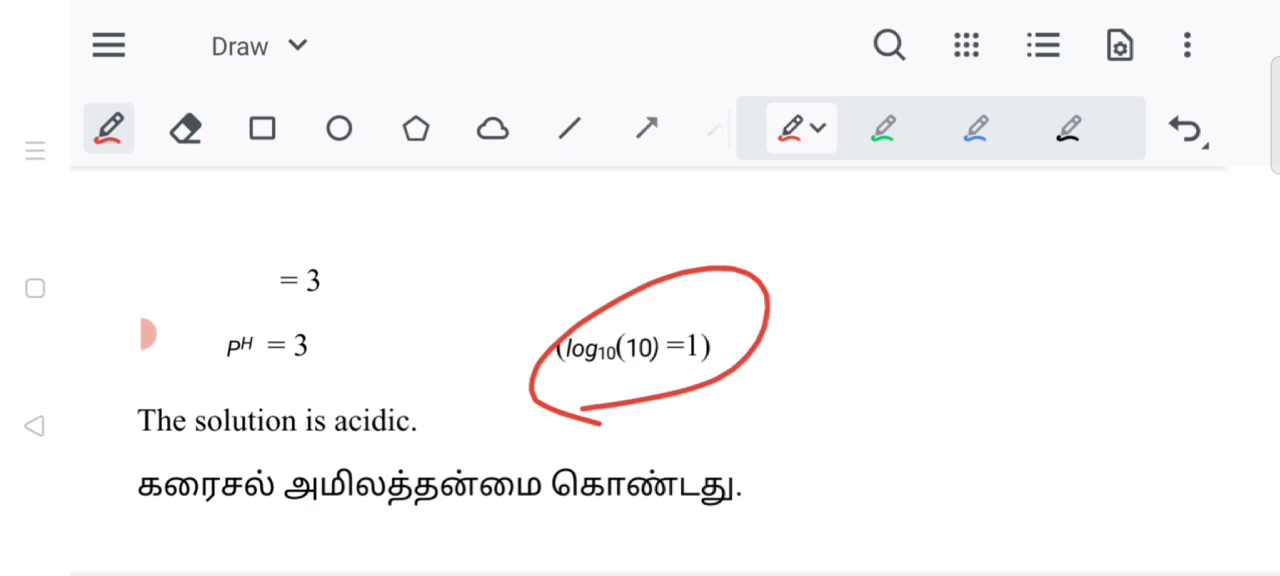 Draw
= 3
PH = 3 (log10(10) =1)
The solution is acidic.
கரைசல் அமிலத்தன்மை கொண்டது.